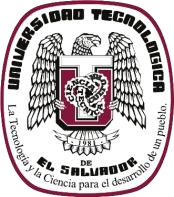 UNIVERSIDAD TECNOLOGICA
1981
DE
EL SALVADOR
La Tecnología y la Ciencia para el desarrollo de un pueblo.